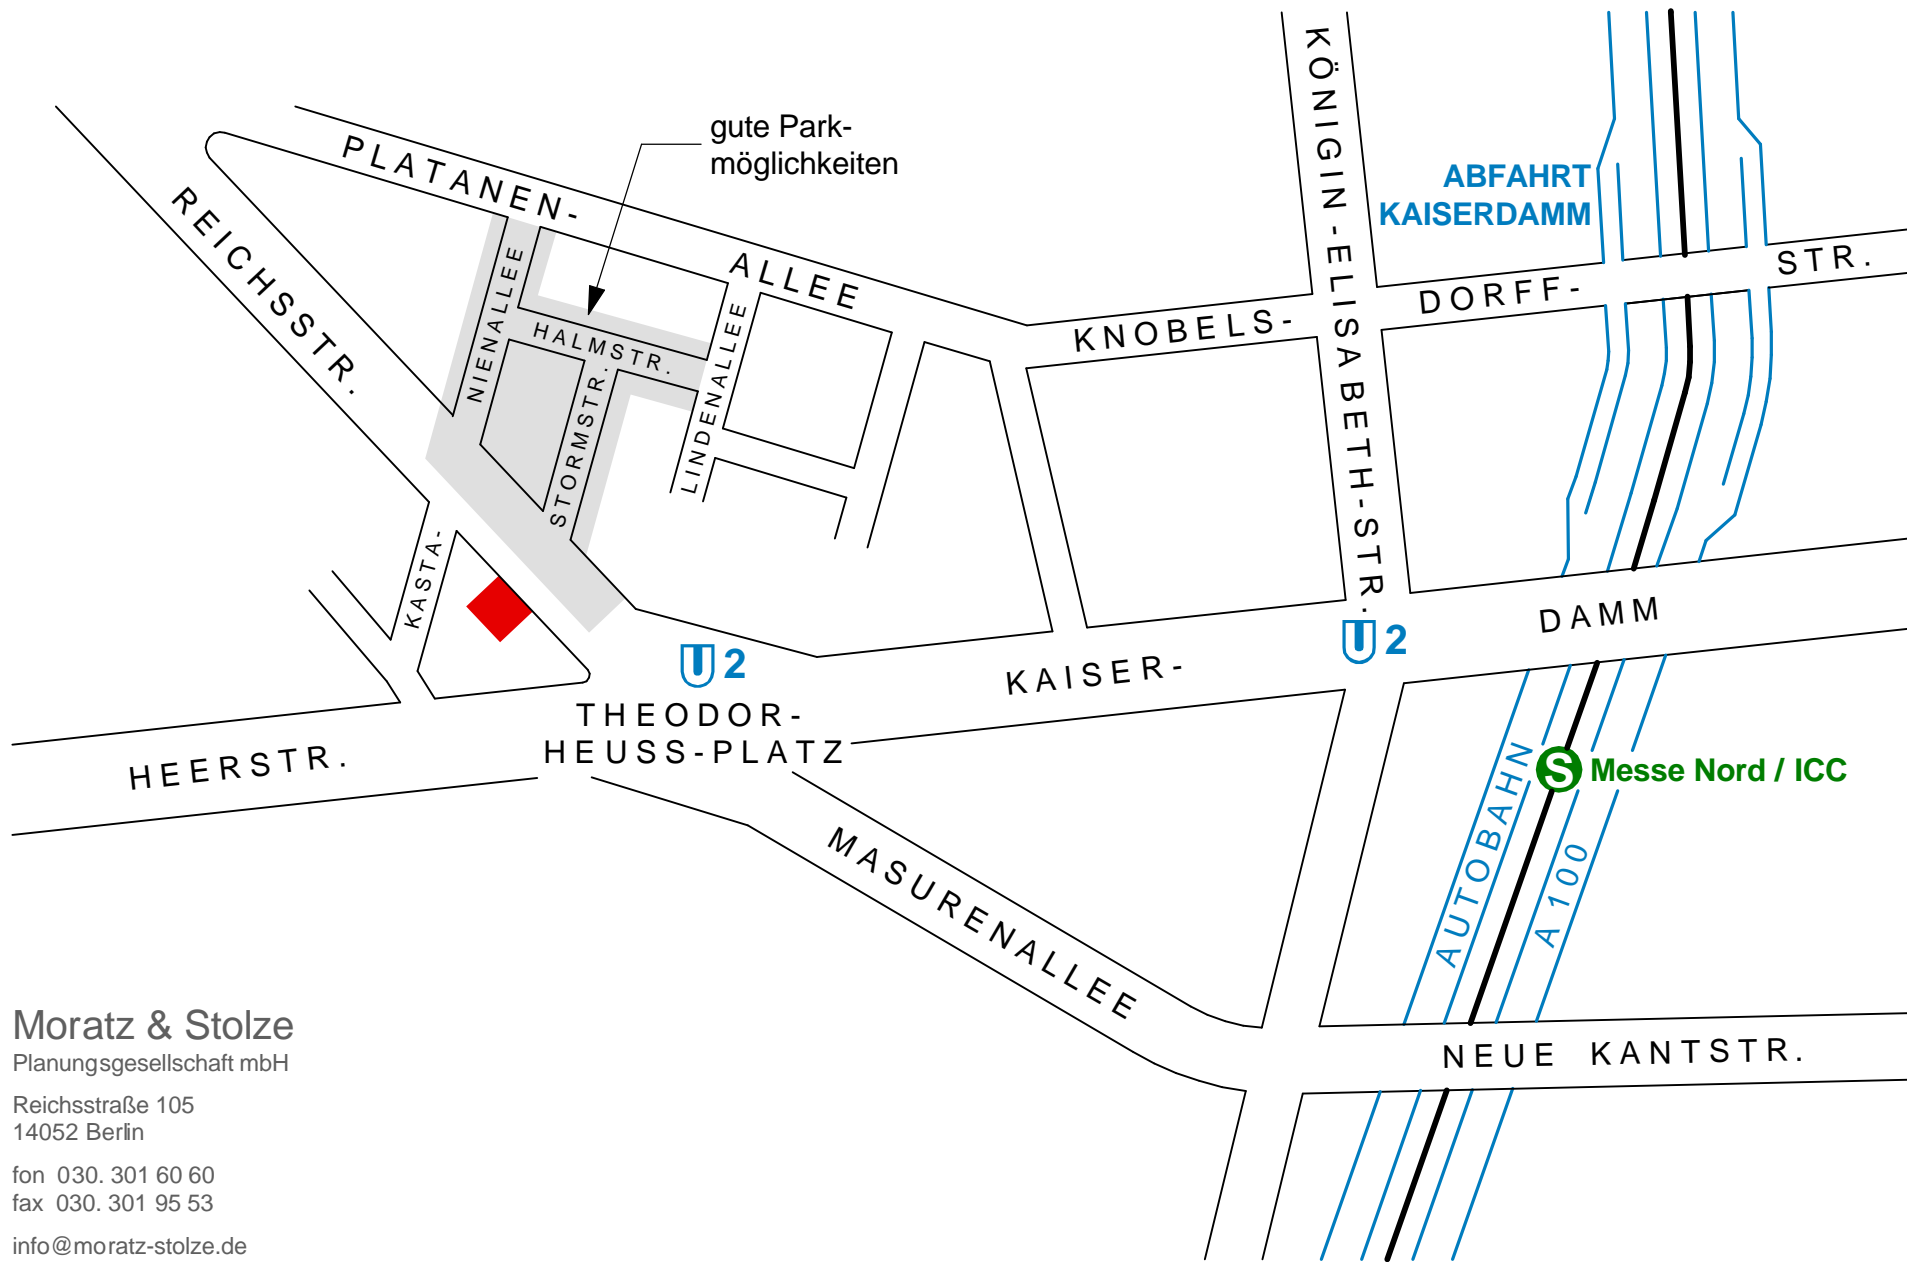 PLATANEN-
ALLEE
gute Park-
möglichkeiten
REICHSSTR.
NIENALLEE
HALMSTR.
STORMSTR.
LINDENALLEE
KASTA-
KNOBELS-
DORFF-
STR.
KÖNIGIN-ELISABETH-STR.
ABFAHRT
KAISERDAMM
U 2
THEODOR-
HEUSS-PLATZ
KAISER-
DAMM
U 2
HEERSTR.
MASURENALLEE
AUTOBAHN
A 100
S Messe Nord / ICC
NEUE KANTSTR.
Moratz & Stolze
Planungsgesellschaft mbH
Reichsstraße 105
14052 Berlin
fon 030. 301 60 60
fax 030. 301 95 53
info@moratz-stolze.de